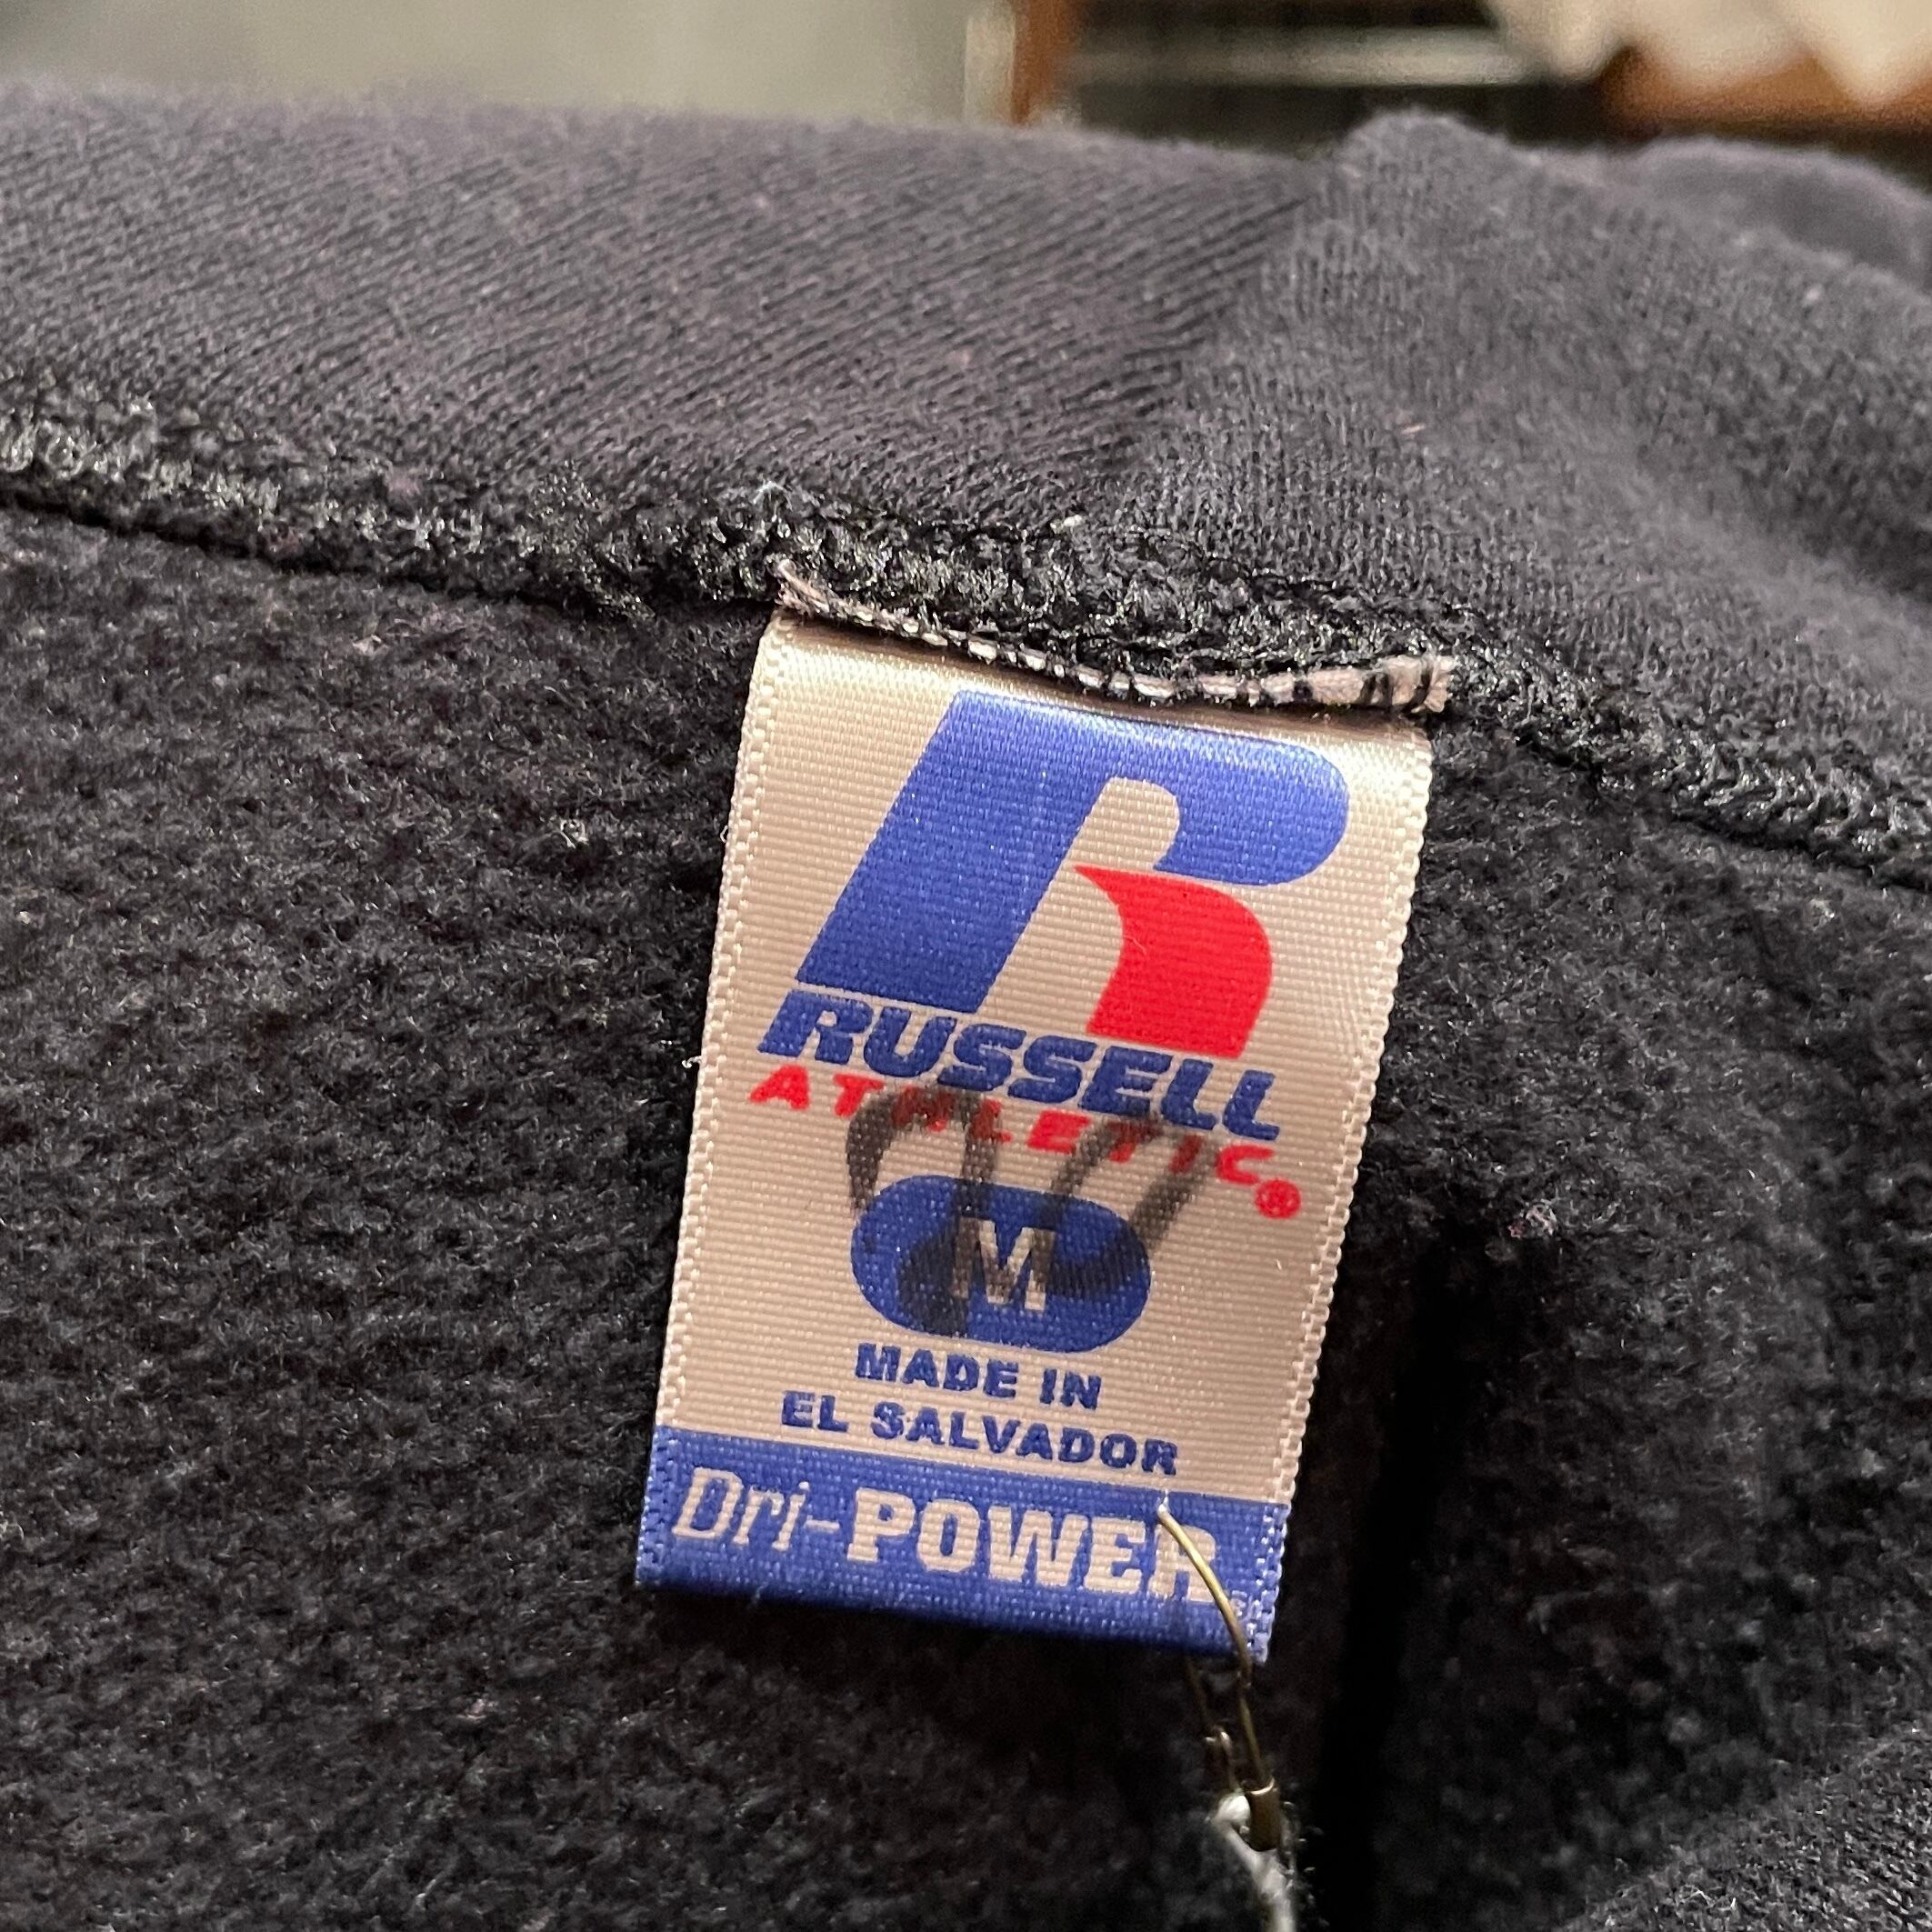 RUSSELL
ATHLETIC®
M
MADE IN
EL SALVADOR
Dri-POWER®